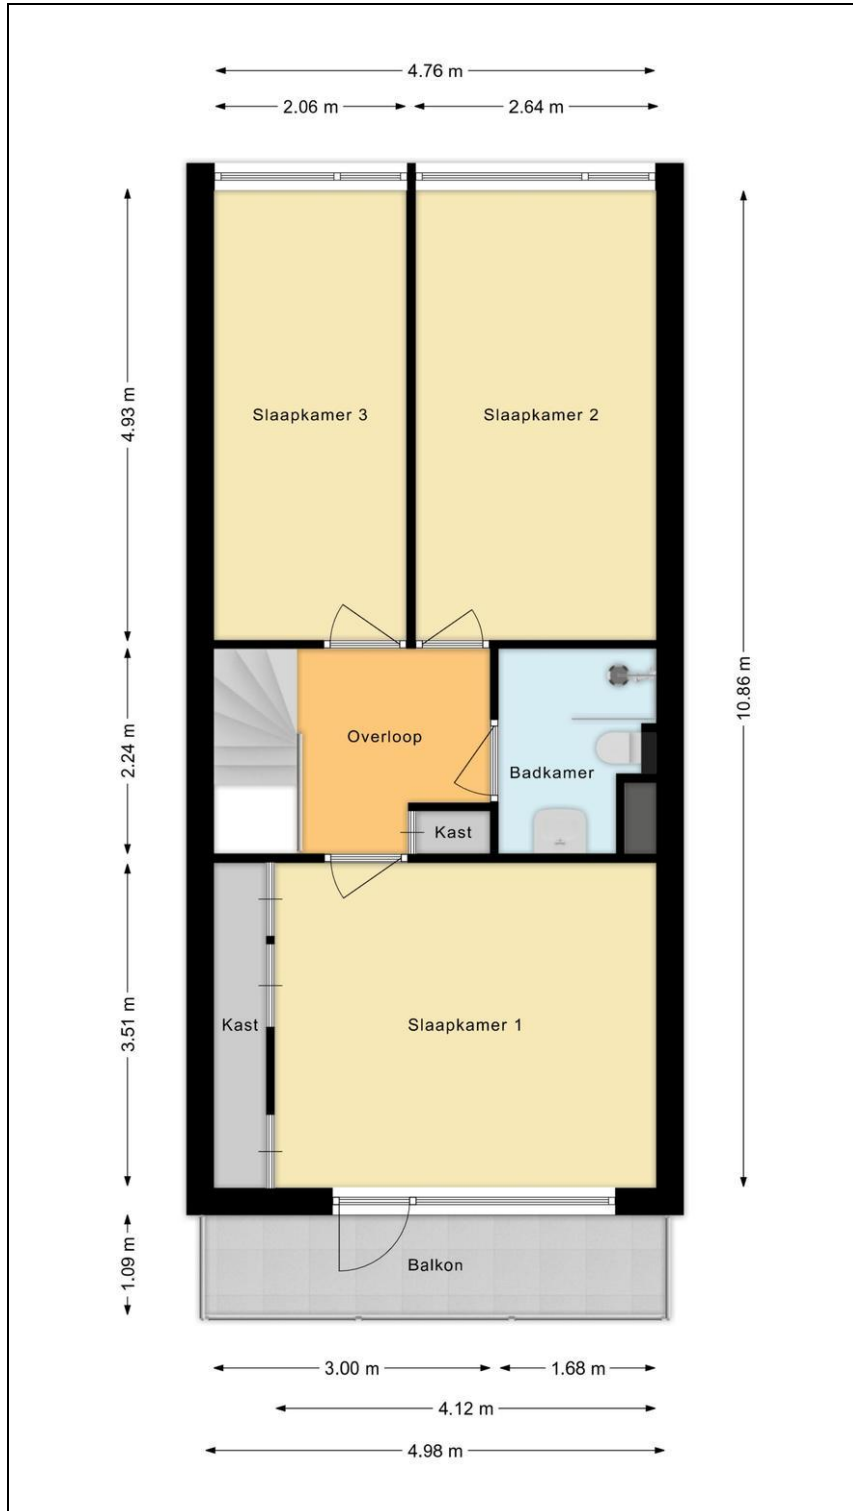 4.76 m
2.06 m
2.64 m
4.93 m
Slaapkamer 3
Slaapkamer 2
10.86 m
2.24 m
Overloop
Badkamer
Kast
3.51 m
Kast
Slaapkamer 1
1.09 m
Balkon
3.00 m
1.68 m
4.12 m
4.98 m